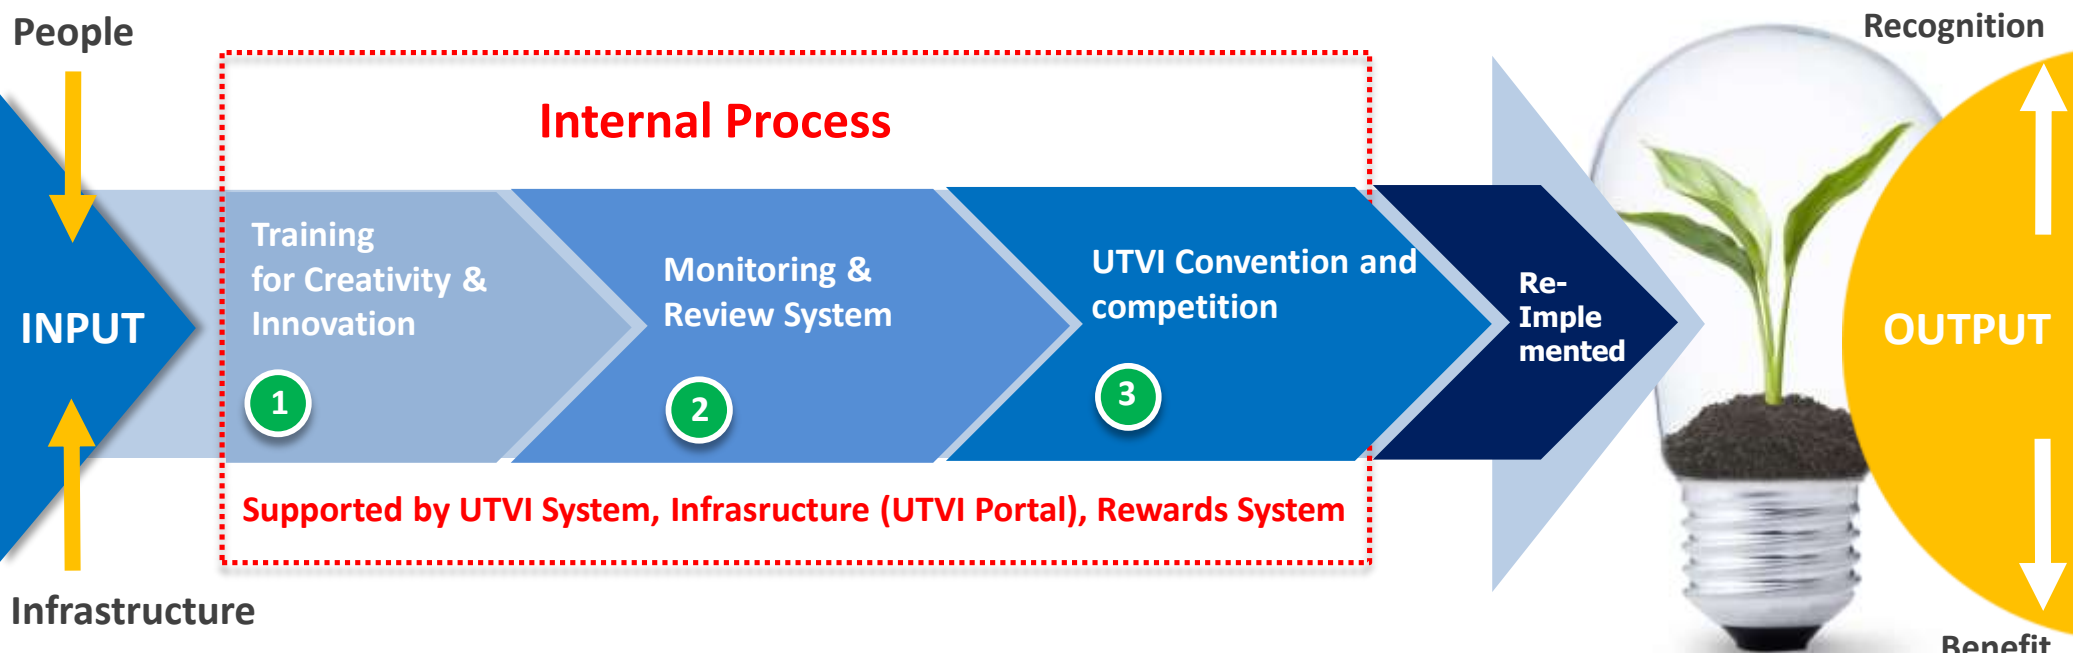 People
Recognition
Internal Process
INPUT
Training
for Creativity &
Innovation
1
Monitoring &
Review System
2
UTVI Convention and
competition
3
Re-
Imple
mented
OUTPUT
Supported by UTVI System, Infrasructure (UTVI Portal), Rewards System
Infrastructure
Benefit